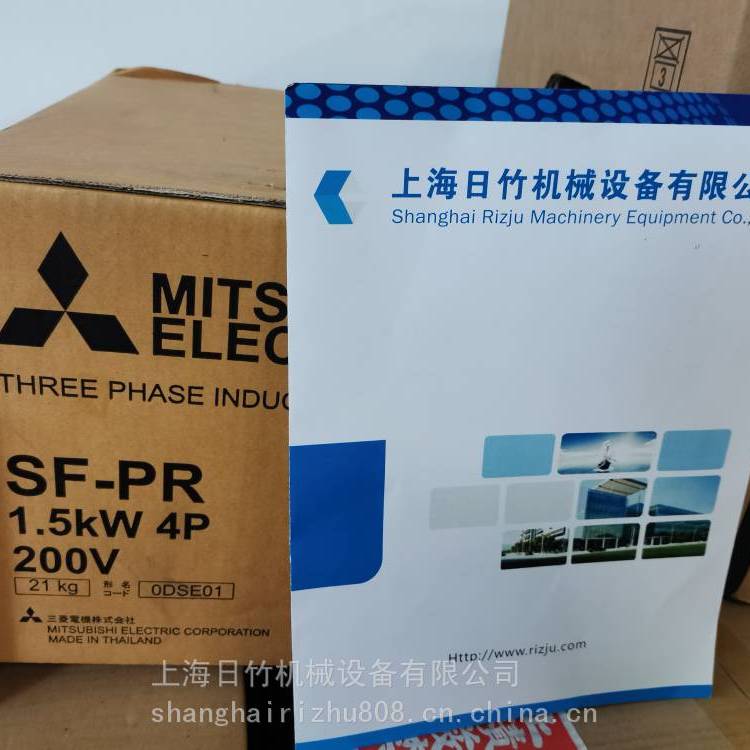 MITS
ELEC
THREE PHASE INDUC
SF-PR
1.5kW 4P
200V
21 kg 形名コード 0DSE01
三菱電機株式会社
MITSUBISHI ELECTRIC CORPORATION
MADE IN THAILAND
3
上海日竹机械设备有限公
Shanghai Rizju Machinery Equipment Co.,
Http://www.rizju.com
上海日竹机械设备有限公司
shanghairizhu808.cn.china.cn